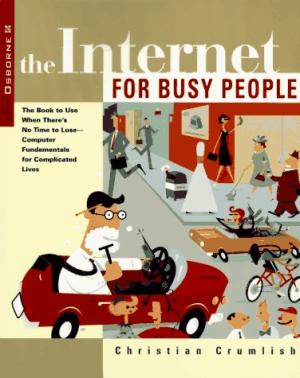 OSBORNE
the Internet
FOR BUSY PEOPLE
The Book to Use
When There's
No Time to Lose—
Computer
Fundamentals
for Complicated
Lives
Christian Crumlish